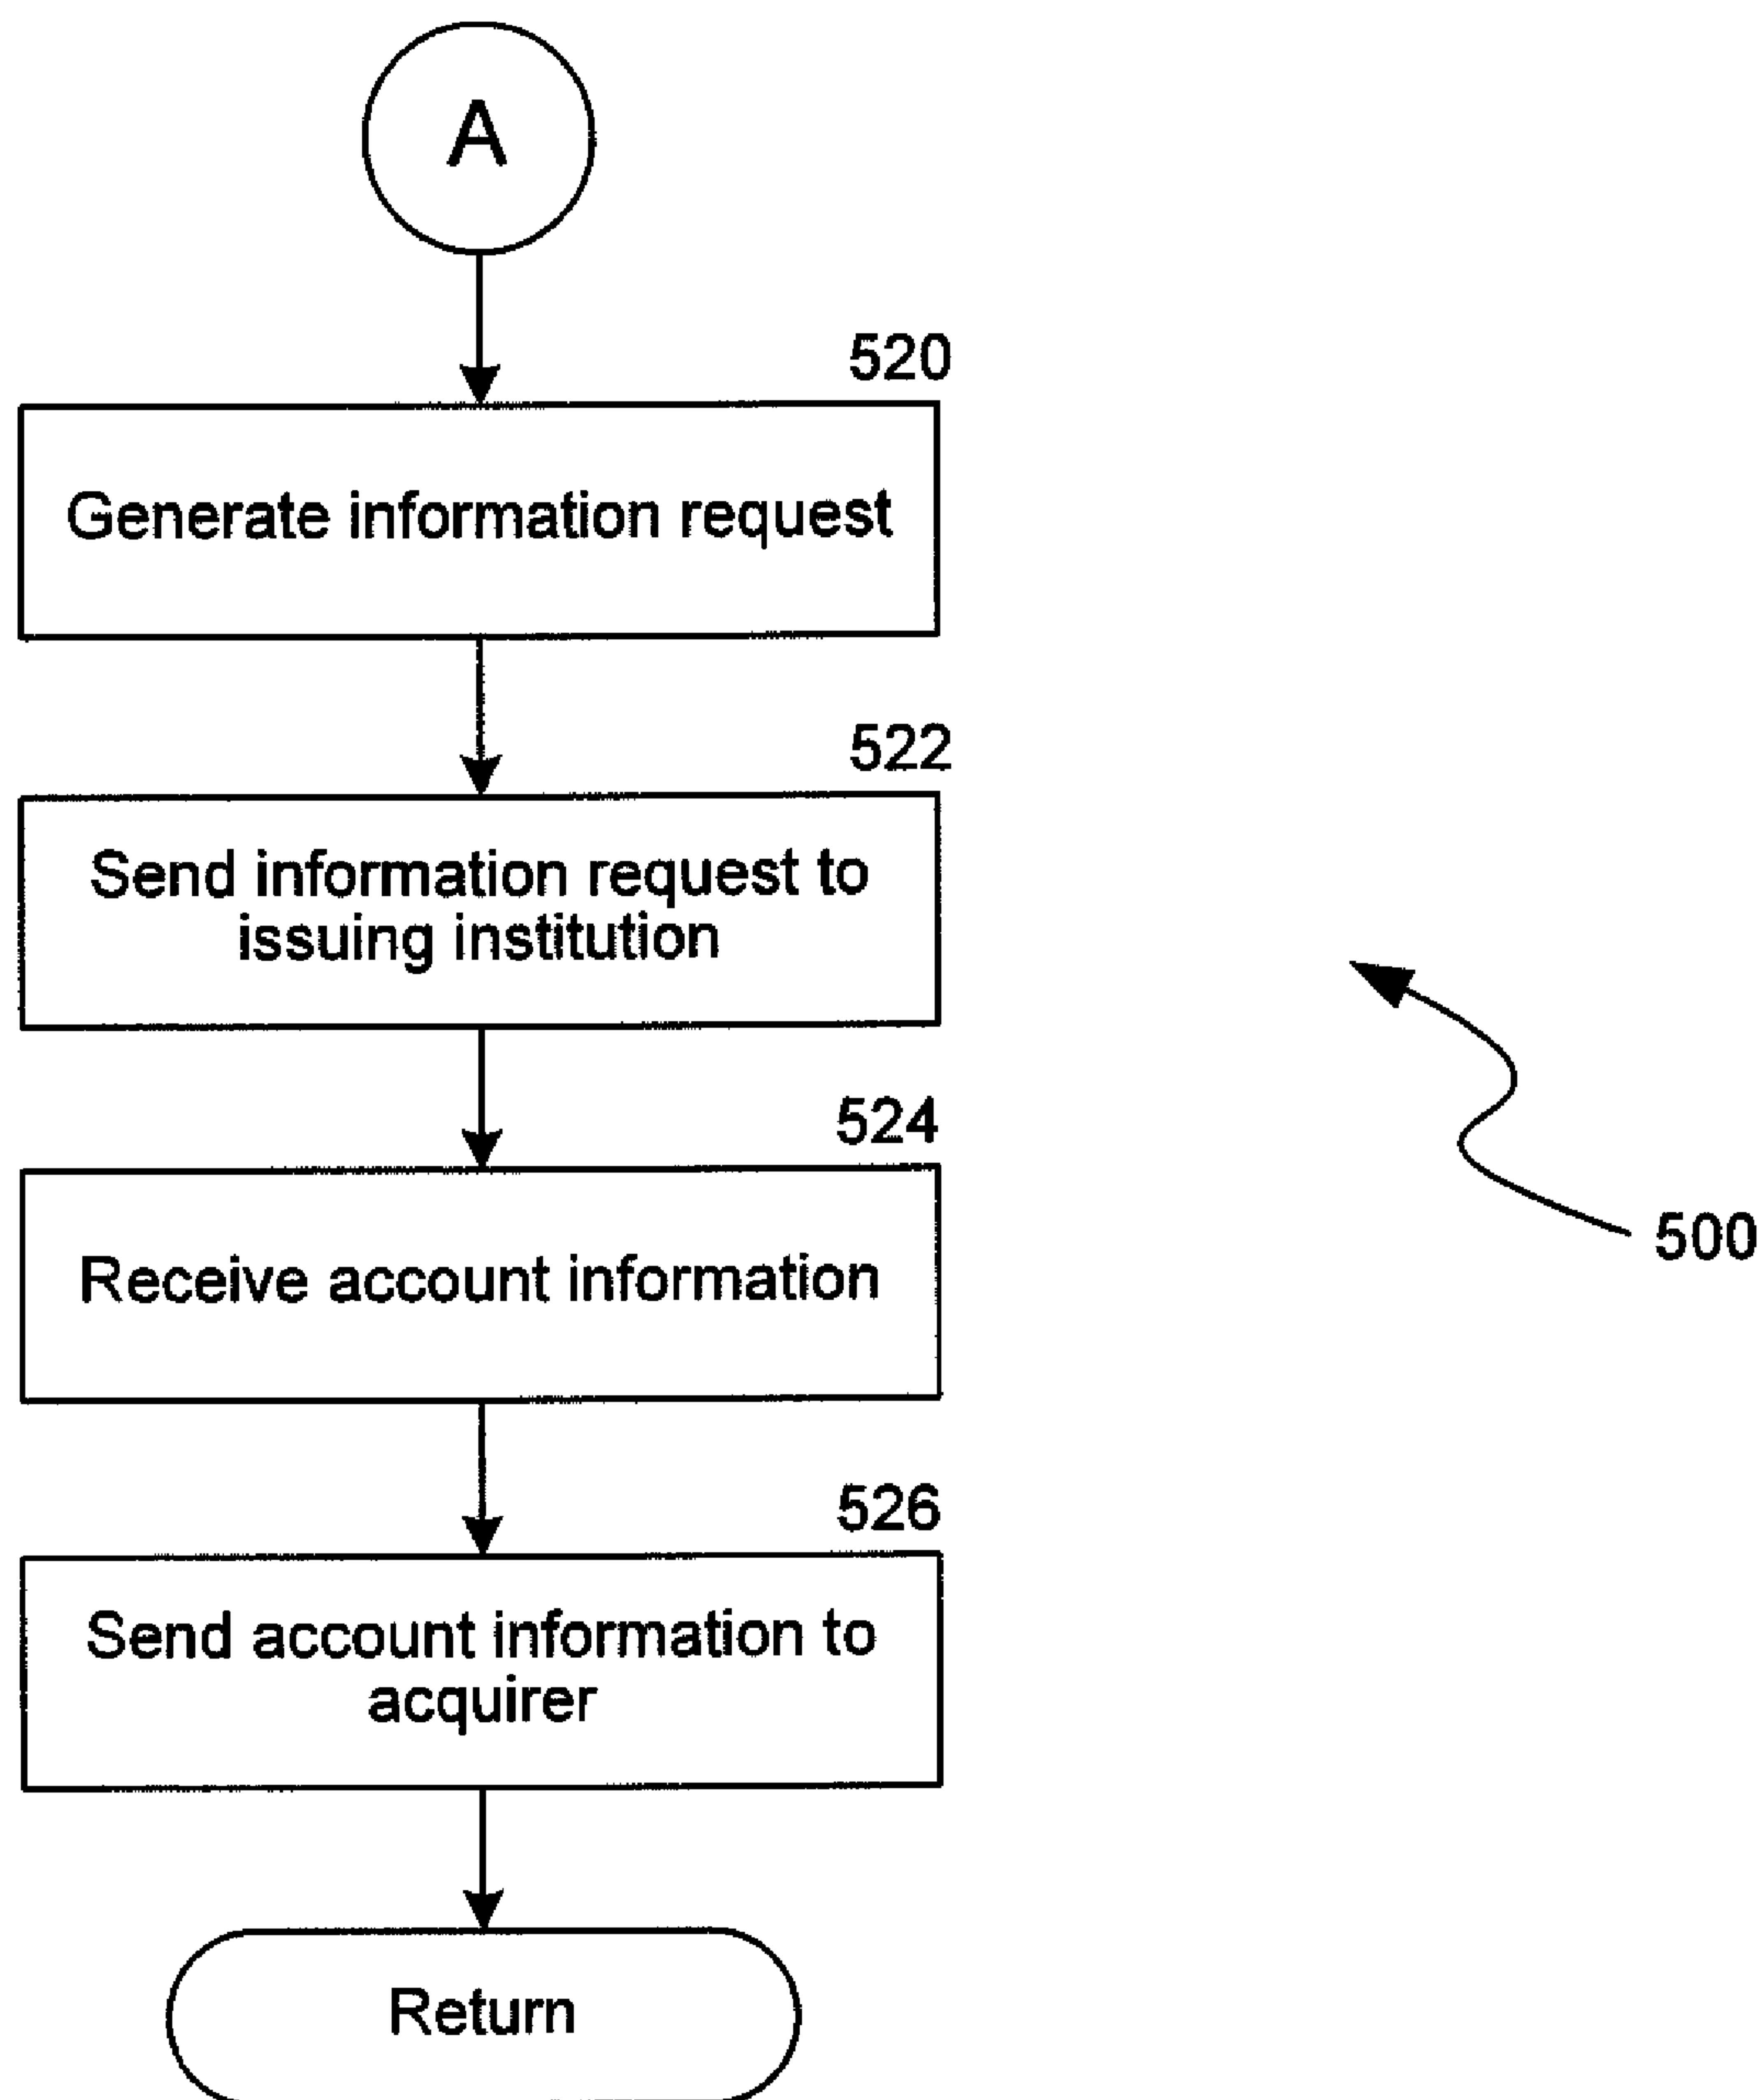 A
520
Generate information request
522
Send information request to
issuing institution
524
Receive account information
500
526
Send account information to
acquirer
Return